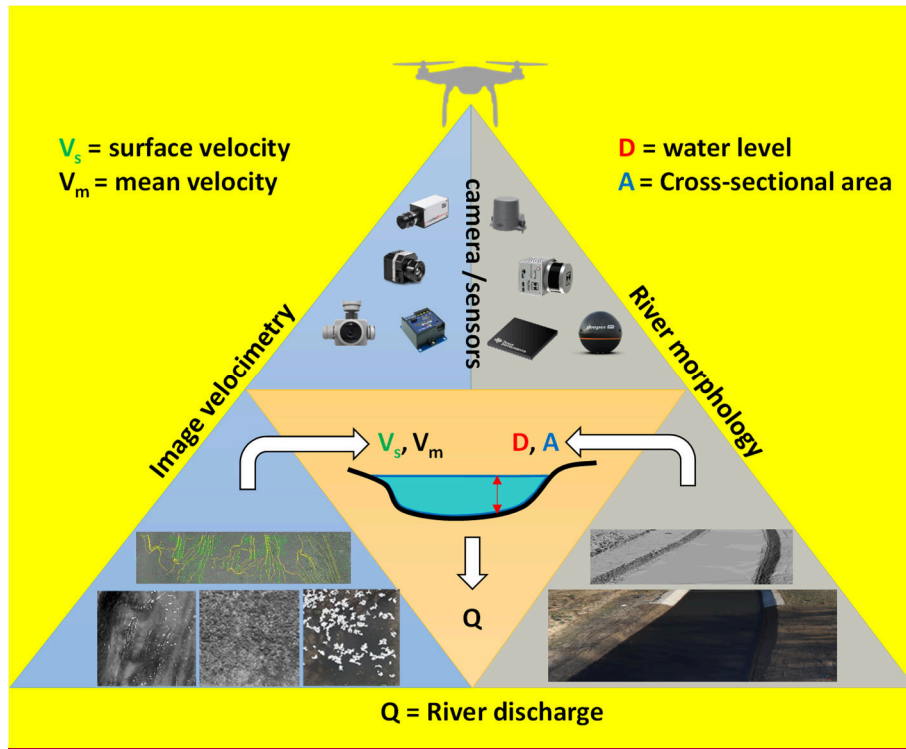 Vs = surface velocity
Vm = mean velocity
D = water level
A = Cross-sectional area
camera /sensors
Image velocimetry
River morphology
Vs, Vm
D, A
Q
Q = River discharge